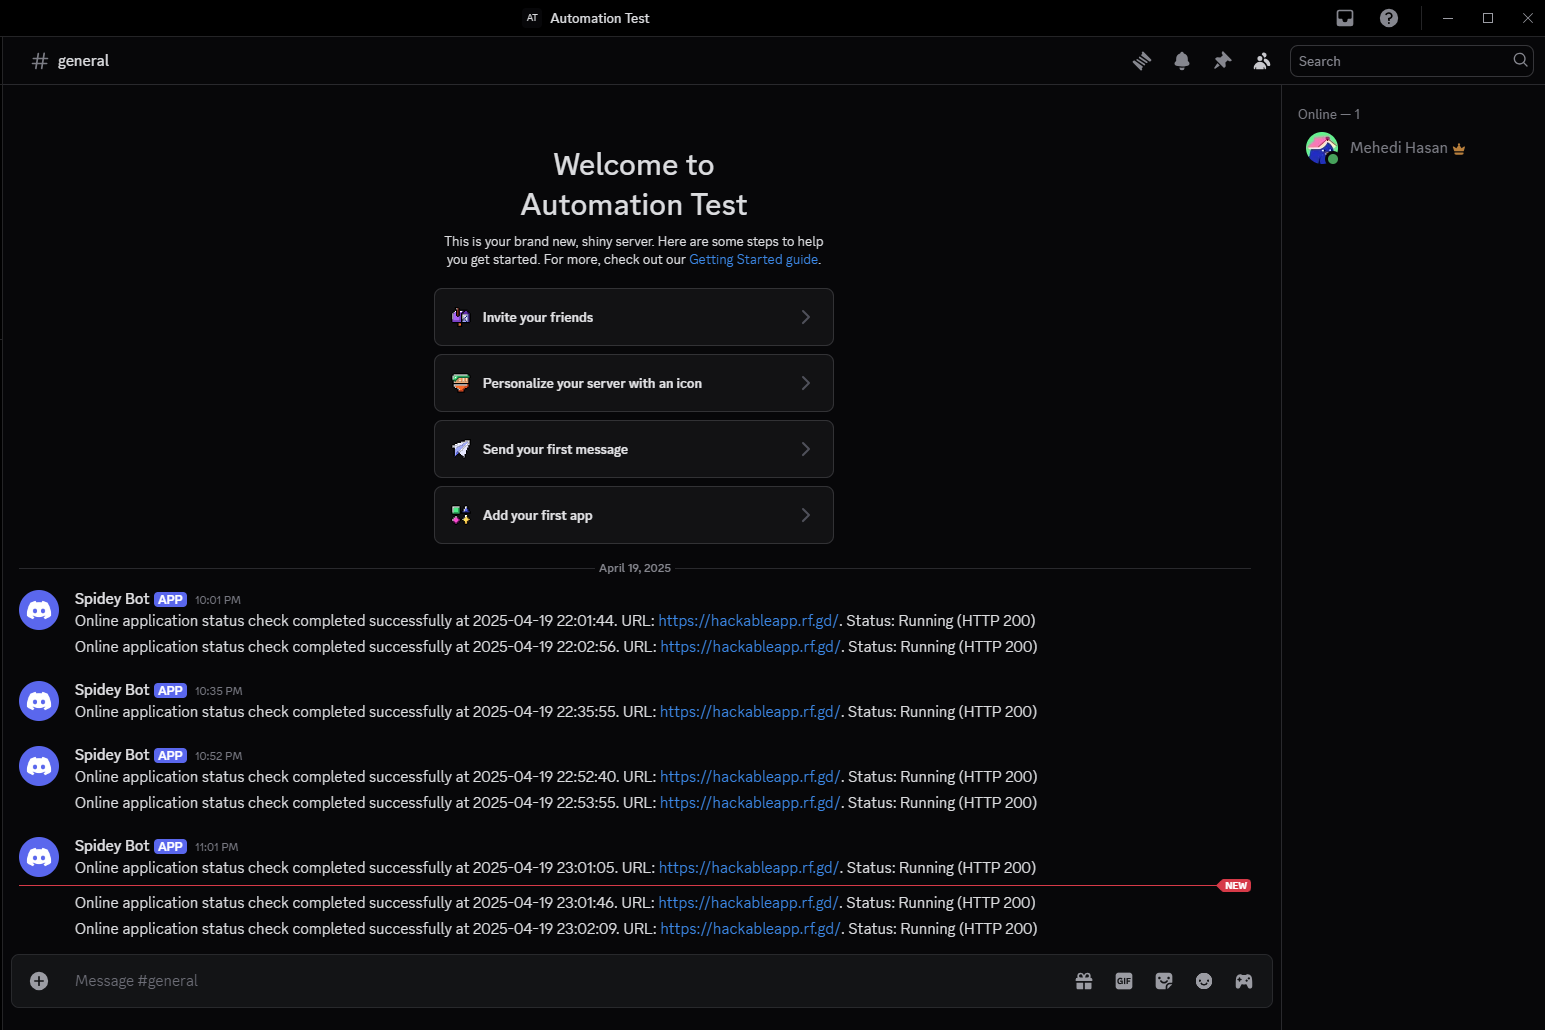 AT Automation Test
general
Search
Online — 1
Mehedi Hasan
Welcome to
Automation Test
This is your brand new, shiny server. Here are some steps to help
you get started. For more, check out our Getting Started guide.
Invite your friends
Personalize your server with an icon
Send your first message
Add your first app
April 19, 2025
Spidey Bot APP 10:01 PM
Online application status check completed successfully at 2025-04-19 22:01:44. URL: https://hackableapp.rf.gd/. Status: Running (HTTP 200)
Online application status check completed successfully at 2025-04-19 22:02:56. URL: https://hackableapp.rf.gd/. Status: Running (HTTP 200)
Spidey Bot APP 10:35 PM
Online application status check completed successfully at 2025-04-19 22:35:55. URL: https://hackableapp.rf.gd/. Status: Running (HTTP 200)
Spidey Bot APP 10:52 PM
Online application status check completed successfully at 2025-04-19 22:52:40. URL: https://hackableapp.rf.gd/. Status: Running (HTTP 200)
Online application status check completed successfully at 2025-04-19 22:53:55. URL: https://hackableapp.rf.gd/. Status: Running (HTTP 200)
Spidey Bot APP 11:01 PM
Online application status check completed successfully at 2025-04-19 23:01:05. URL: https://hackableapp.rf.gd/. Status: Running (HTTP 200)
NEW
Online application status check completed successfully at 2025-04-19 23:01:46. URL: https://hackableapp.rf.gd/. Status: Running (HTTP 200)
Online application status check completed successfully at 2025-04-19 23:02:09. URL: https://hackableapp.rf.gd/. Status: Running (HTTP 200)
Message #general
GIF